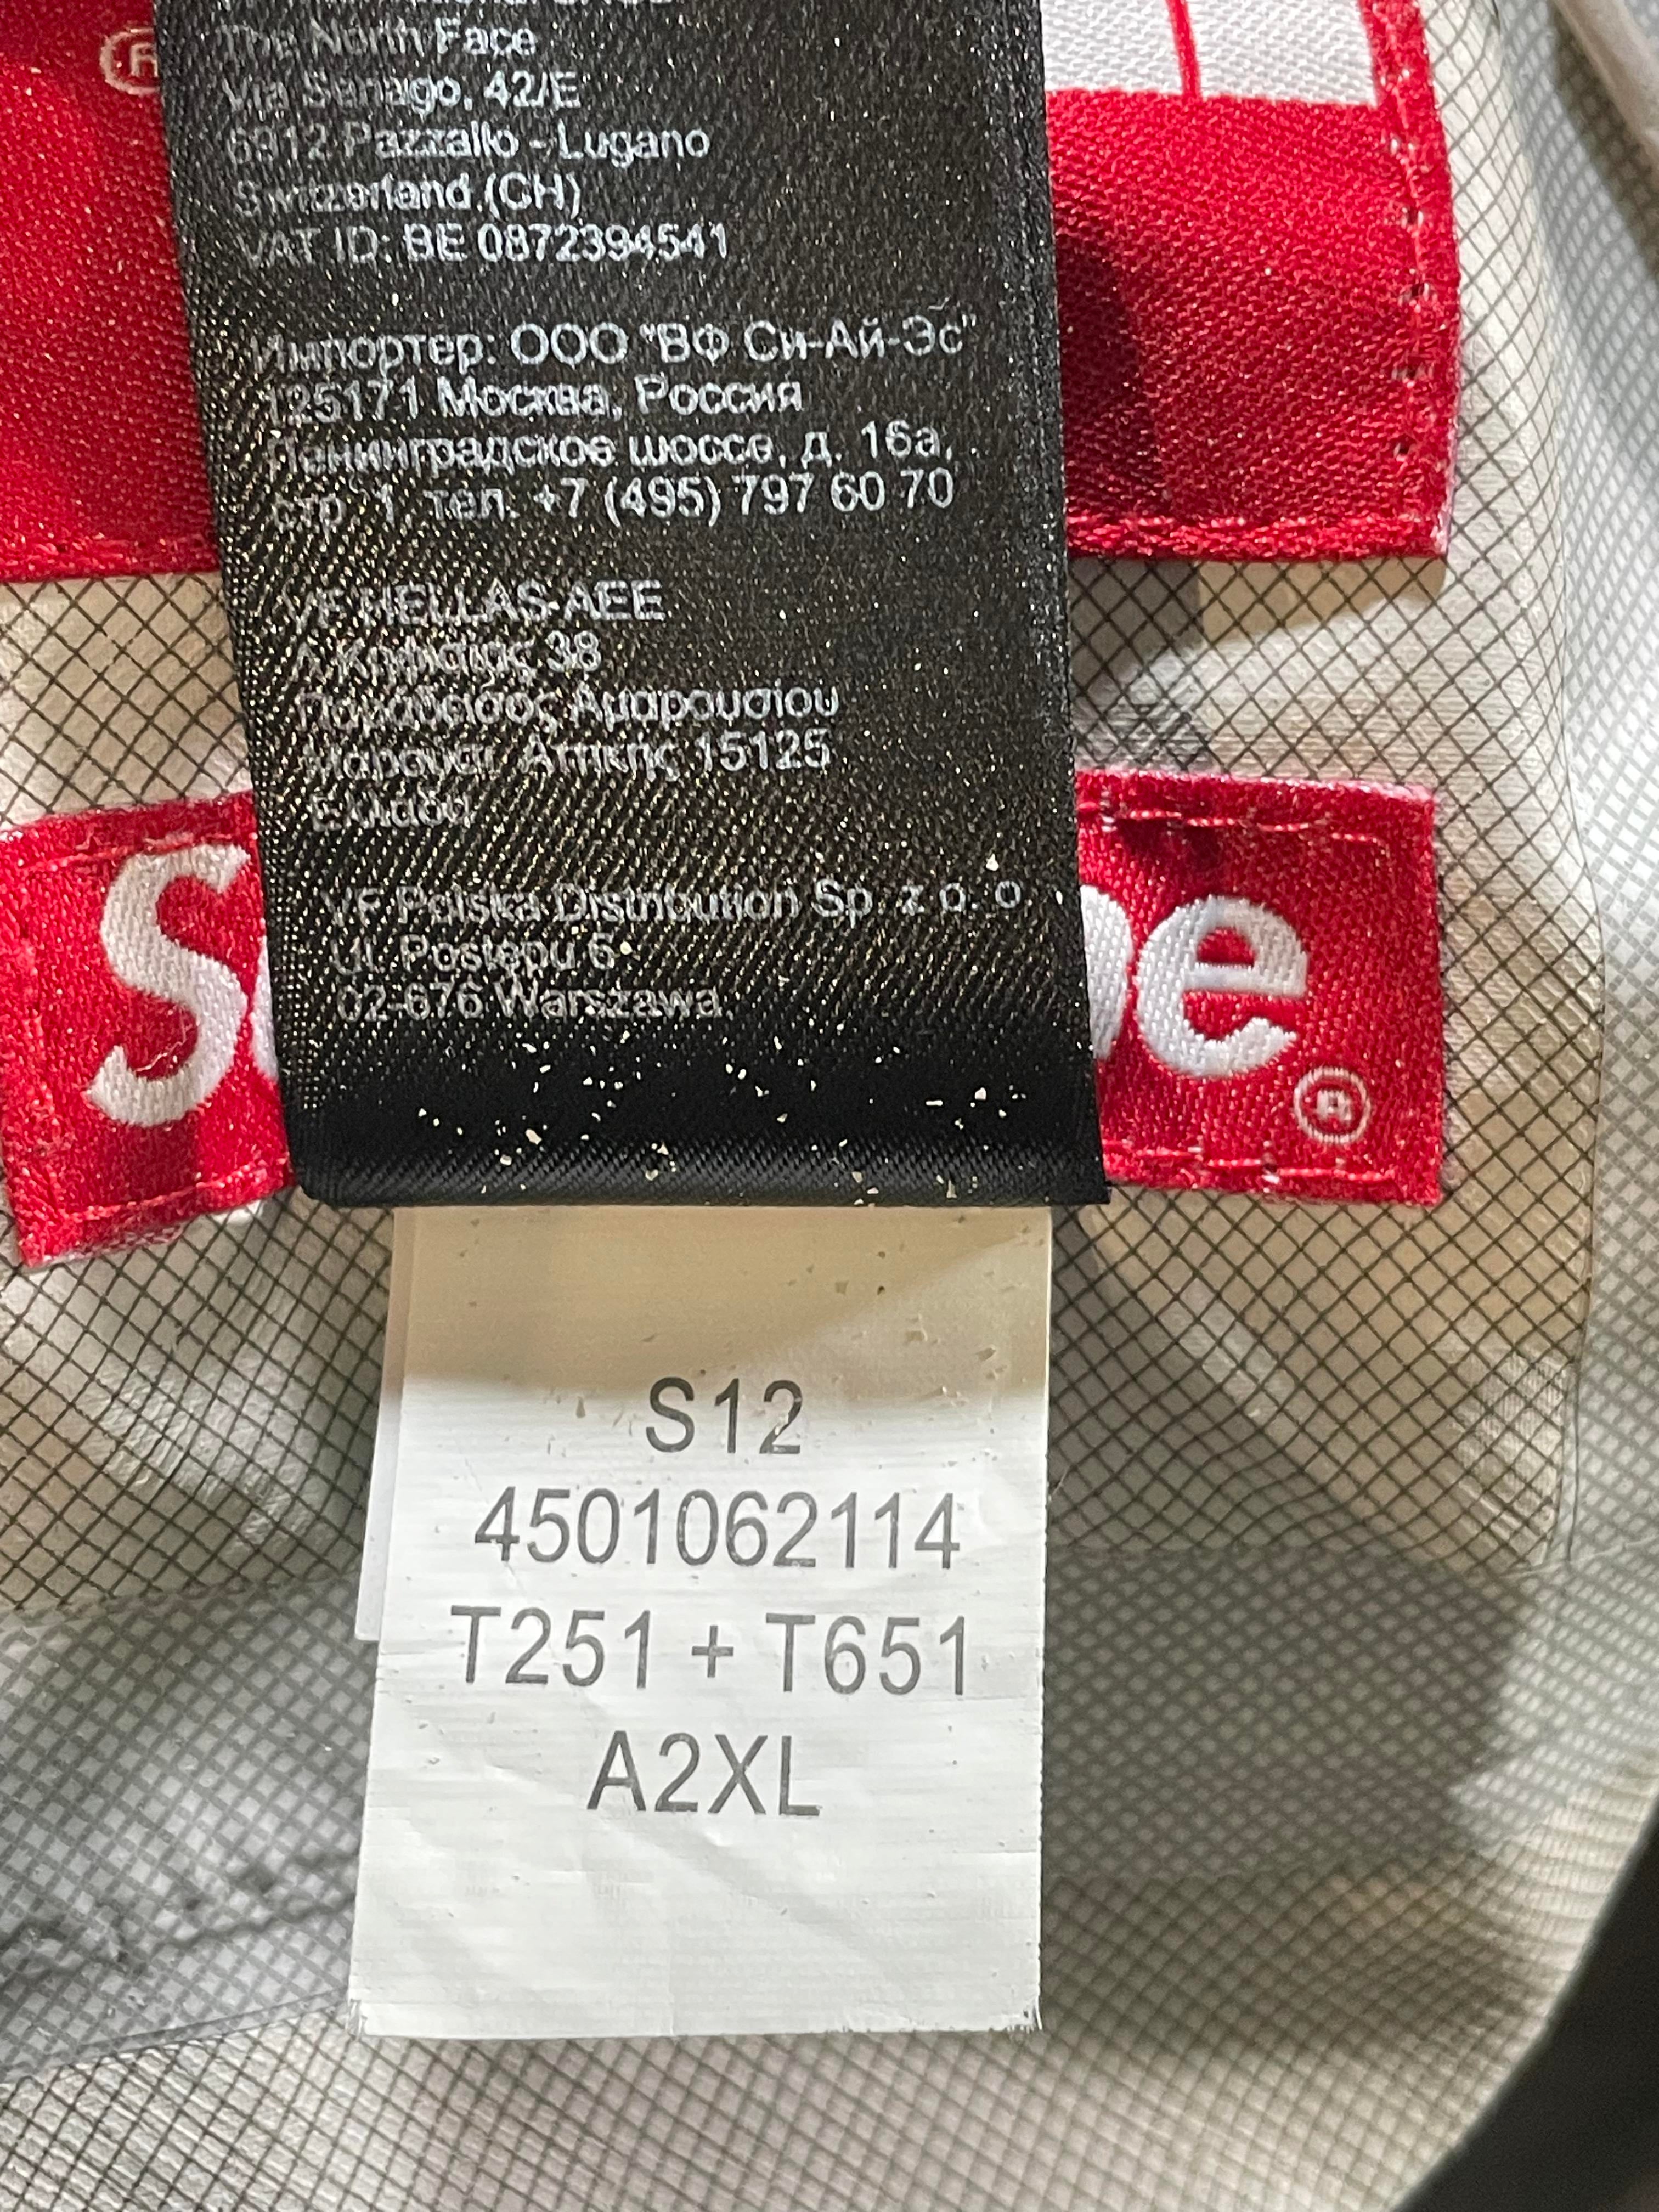 The North Face
Via Senago, 42/E
6912 Pazzallo - Lugano
Switzerland (CH)
VAT ID: BE 0872394541
Импортер: ООО "ВФ Си-Ай-Эс"
125171 Москва, Россия
Ленинградское шоссе, д. 16а,
стр. 1, тел. +7 (495) 797 60 70
VF HELLAS-AEE
Λ.Κηφισίας 38
Παράδεισος Αμαρουσίου
Μαρούσι Αττικής 15125
Ελλάδα
VF Polska Distribution Sp. z o. o
Ul. Postępu 6
02-676 Warszawa
S
e
®
®
S12
4501062114
T251 + T651
A2XL